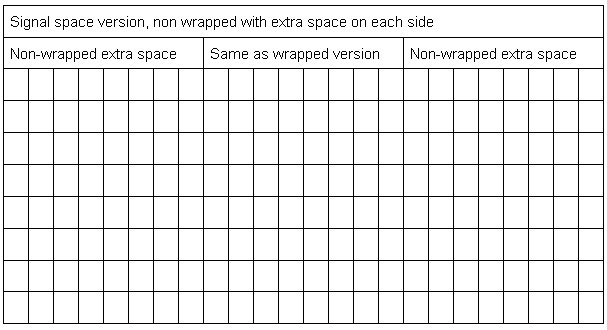 Signal space version, non wrapped with extra space on each side
Non-wrapped extra space
Same as wrapped version
Non-wrapped extra space